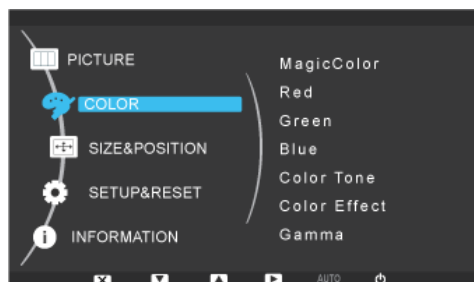 PICTURE
COLOR
SIZE&POSITION
SETUP&RESET
INFORMATION
MagicColor
Red
Green
Blue
Color Tone
Color Effect
Gamma
AUTO